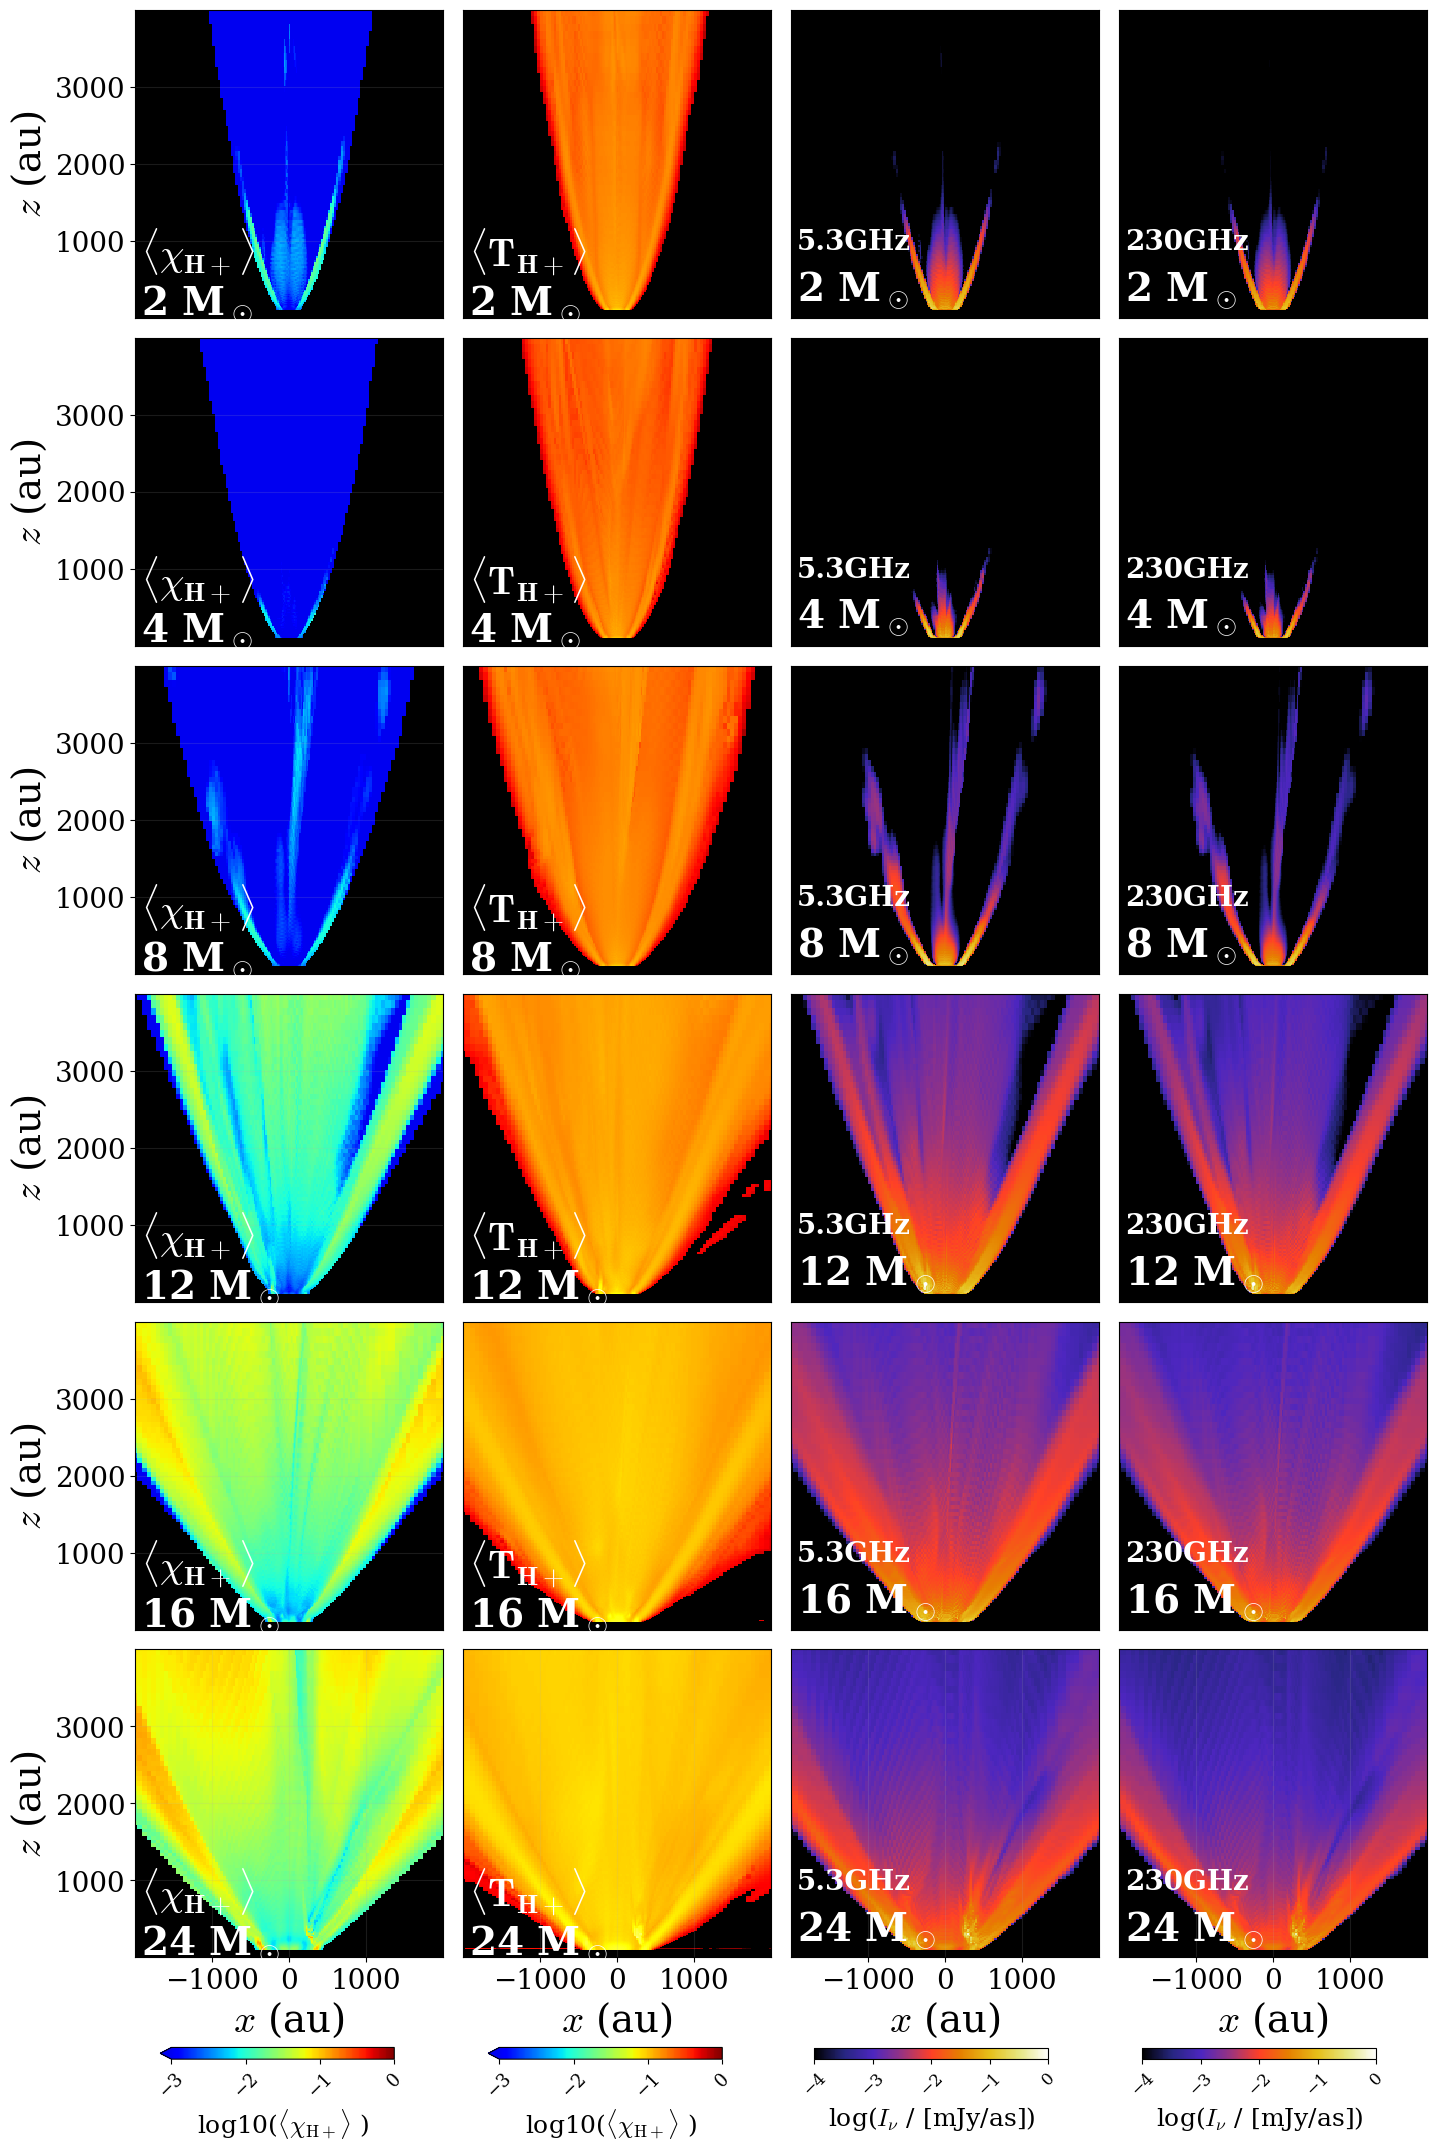 z (au)
3000
2000
1000
⟨χH+⟩
2 M⊙
⟨TH+⟩
2 M⊙
5.3GHz
2 M⊙
230GHz
2 M⊙
z (au)
3000
2000
1000
⟨χH+⟩
4 M⊙
⟨TH+⟩
4 M⊙
5.3GHz
4 M⊙
230GHz
4 M⊙
z (au)
3000
2000
1000
⟨χH+⟩
8 M⊙
⟨TH+⟩
8 M⊙
5.3GHz
8 M⊙
230GHz
8 M⊙
z (au)
3000
2000
1000
⟨χH+⟩
12 M⊙
⟨TH+⟩
12 M⊙
5.3GHz
12 M⊙
230GHz
12 M⊙
z (au)
3000
2000
1000
⟨χH+⟩
16 M⊙
⟨TH+⟩
16 M⊙
5.3GHz
16 M⊙
230GHz
16 M⊙
z (au)
3000
2000
1000
⟨χH+⟩
24 M⊙
⟨TH+⟩
24 M⊙
5.3GHz
24 M⊙
230GHz
24 M⊙
−1000 0 1000
−1000 0 1000
−1000 0 1000
−1000 0 1000
x (au)
x (au)
x (au)
x (au)
−3 −2 −1 0
−3 −2 −1 0
−4 −3 −2 −1 0
−4 −3 −2 −1 0
log10(⟨χH+⟩ )
log10(⟨χH+⟩ )
log(Iν / [mJy/as])
log(Iν / [mJy/as])